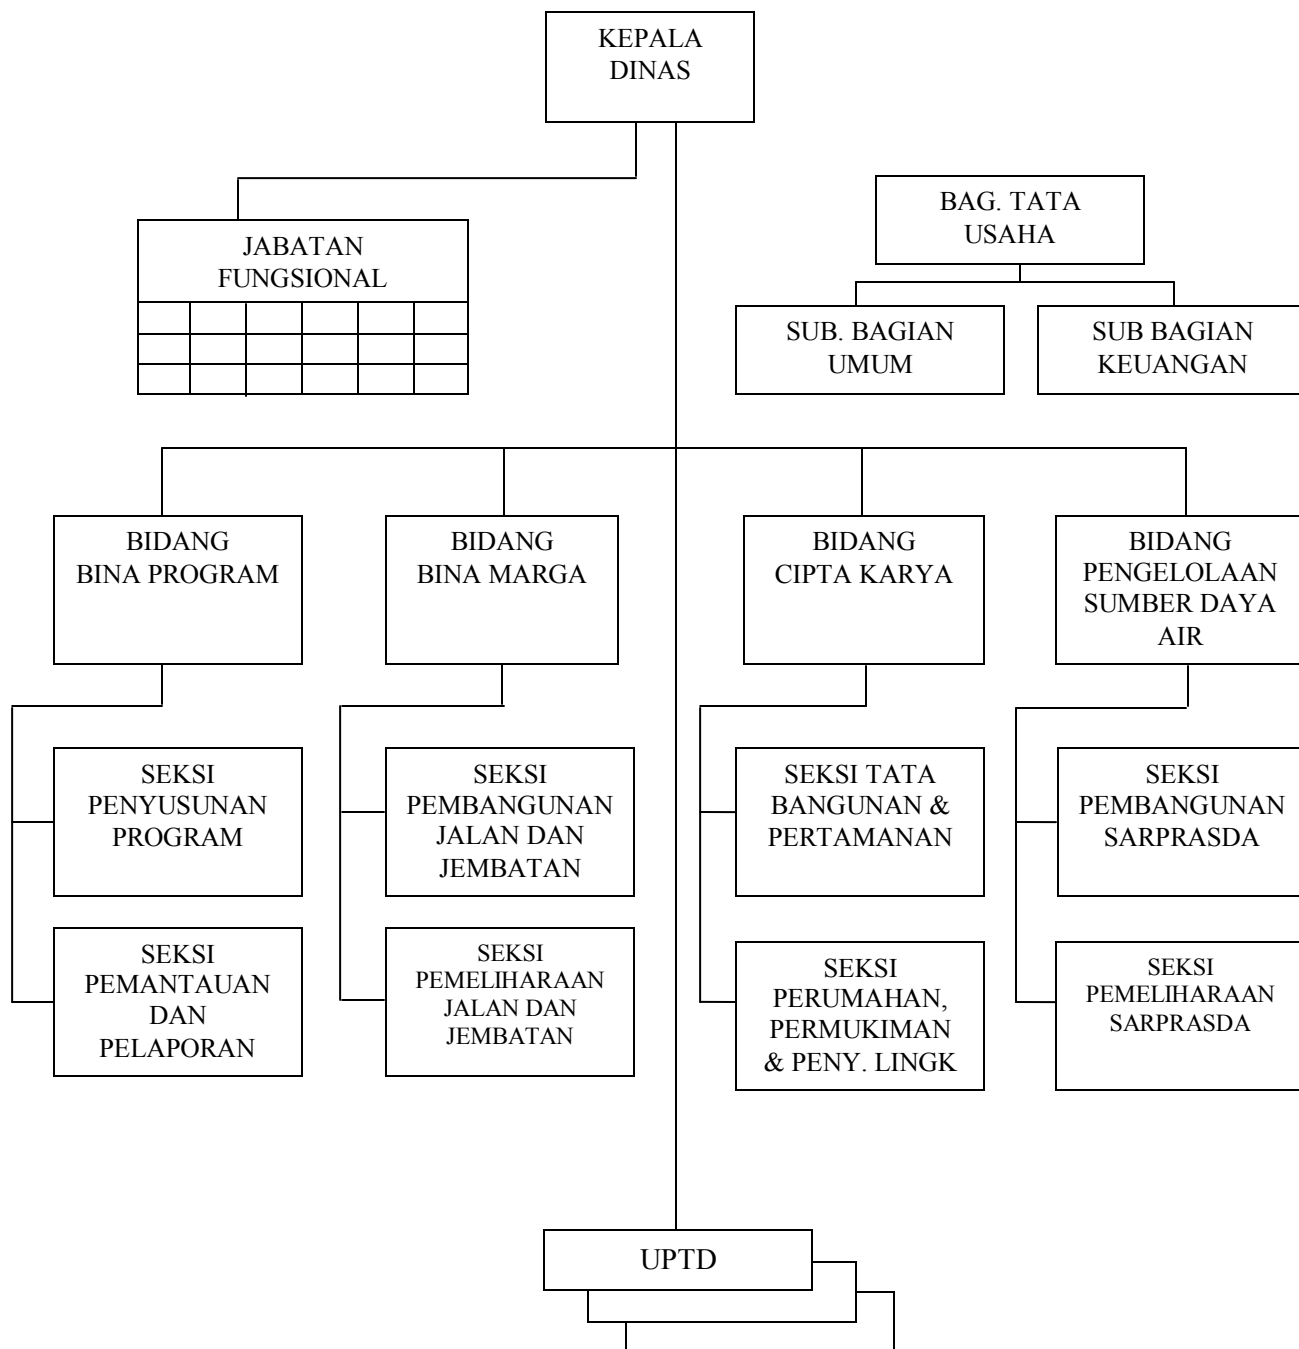 KEPALA
DINAS
BAG. TATA
USAHA
JABATAN
FUNGSIONAL
SUB. BAGIAN
UMUM
SUB BAGIAN
KEUANGAN
BIDANG
BINA PROGRAM
BIDANG
BINA MARGA
BIDANG
CIPTA KARYA
BIDANG
PENGELOLAAN
SUMBER DAYA
AIR
SEKSI
PENYUSUNAN
PROGRAM
SEKSI
PEMBANGUNAN
JALAN DAN
JEMBATAN
SEKSI TATA
BANGUNAN &
PERTAMANAN
SEKSI
PEMBANGUNAN
SARPRASDA
SEKSI
PEMANTAUAN
DAN
PELAPORAN
SEKSI
PEMELIHARAAN
JALAN DAN
JEMBATAN
SEKSI
PERUMAHAN,
PERMUKIMAN
& PENY. LINGK
SEKSI
PEMELIHARAAN
SARPRASDA
UPTD